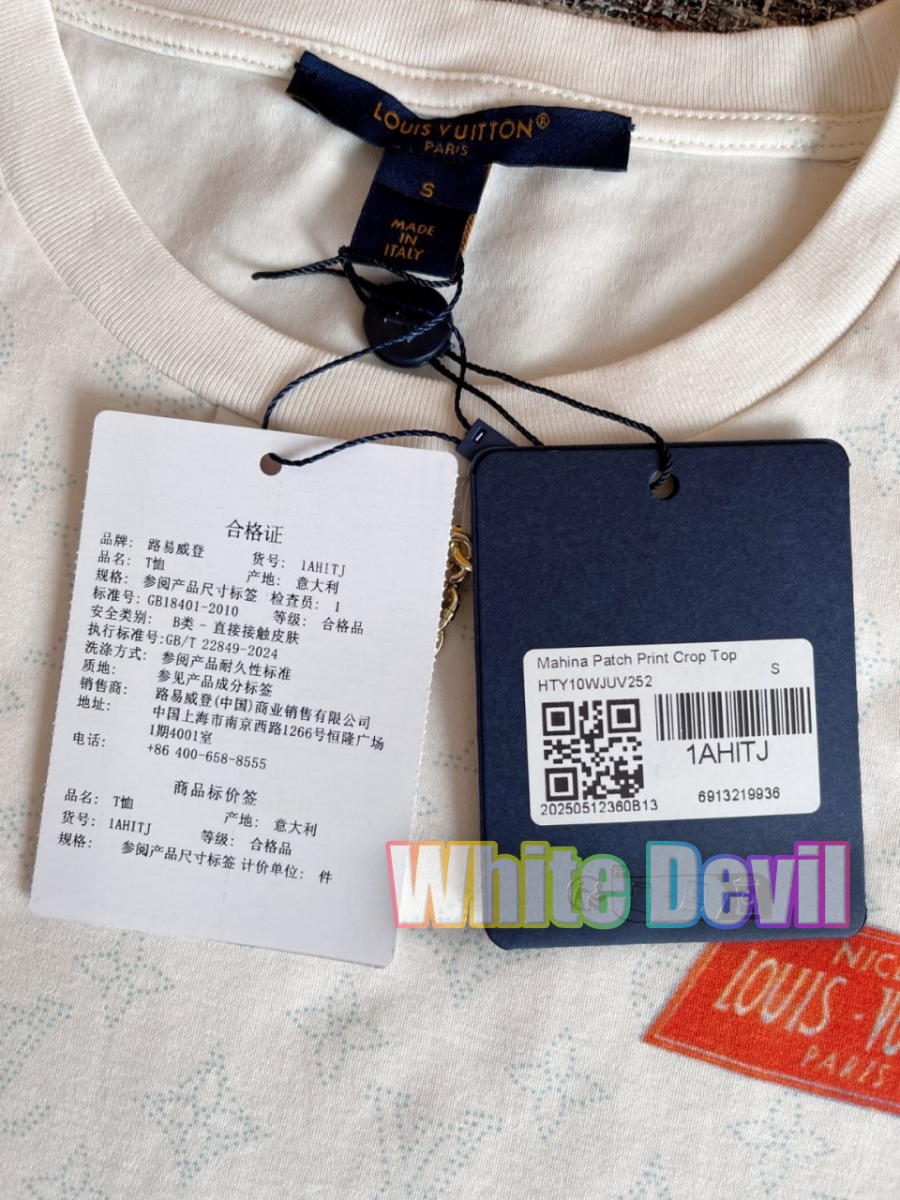 LOUIS VUITTON®
PARIS
S
MADE
IN
ITALY
合格证
品牌: 路易威登 货号: 1AHITJ
品名: T恤 产地: 意大利
规格: 参阅产品尺寸标签 检查员: 1
标准号: GB18401-2010 等级: 合格品
安全类别: B类 - 直接接触皮肤
执行标准号:GB/T 22849-2024
洗涤方式: 参阅产品耐久性标准
质地: 参见产品成分标签
销售商: 路易威登(中国)商业销售有限公司
地址: 中国上海市南京西路1266号恒隆广场
1期4001室
电话: +86 400-658-8555
商品标价签
品名: T恤 产地: 意大利
货号: 1AHITJ 等级: 合格品
规格: 参阅产品尺寸标签 计价单位: 件
Mahina Patch Print Crop Top S
HTY10WJUV252
1AHITJ
20250512360B13 6913219936
White Devil
LOUIS - 
PARIS